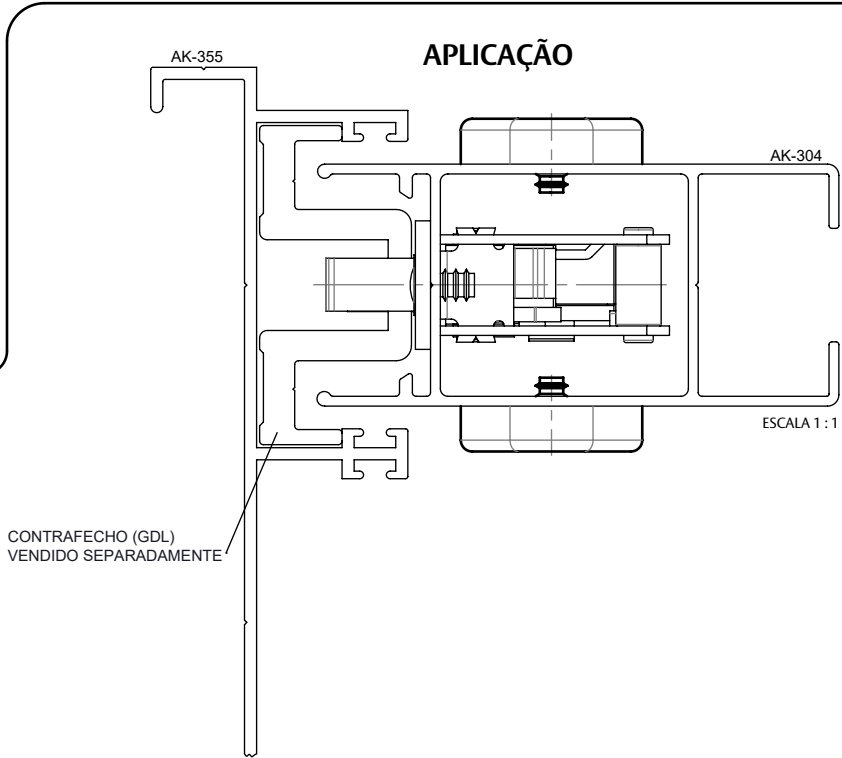 APLICAÇÃO
AK-355
AK-304
ESCALA 1 : 1
CONTRAFECHO (GDL)
VENDIDO SEPARADAMENTE